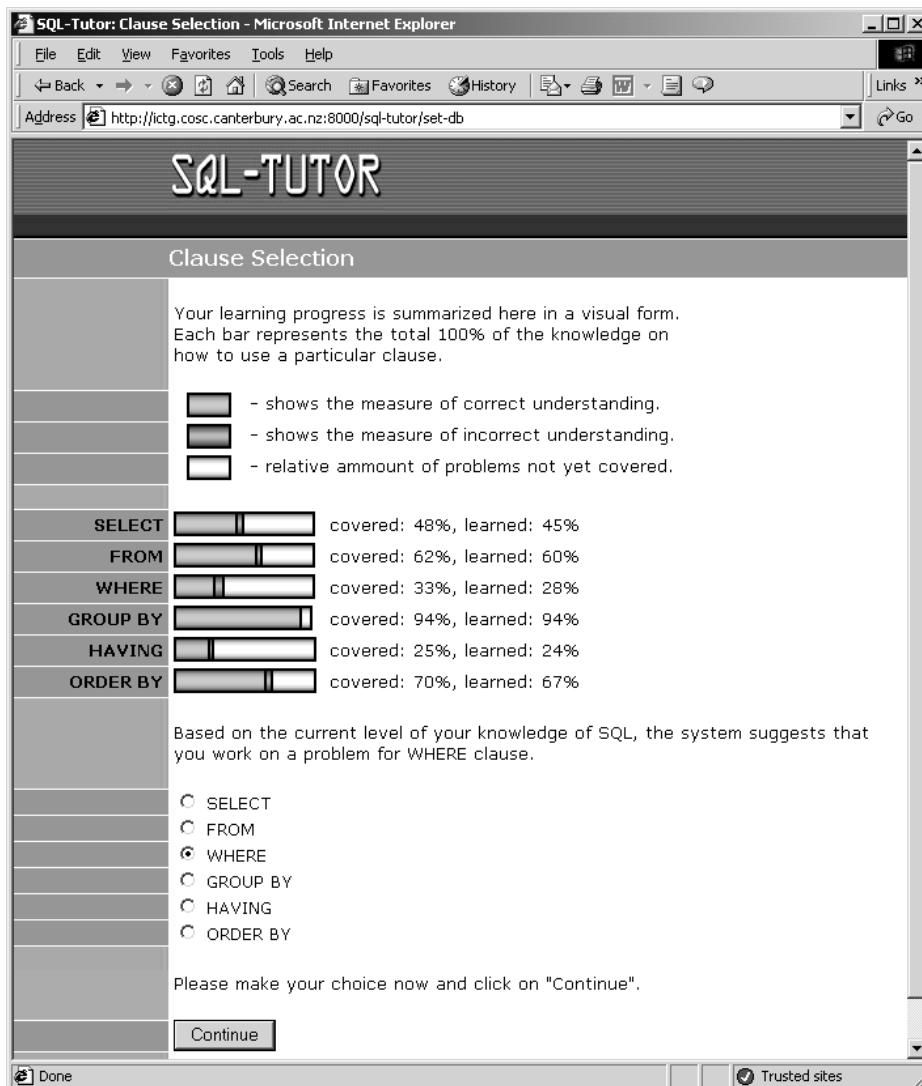 SQL-Tutor: Clause Selection - Microsoft Internet Explorer
File Edit View Favorites Tools Help
Back Search Favorites History Links »
Address http://ictg.cosc.canterbury.ac.nz:8000/sql-tutor/set-db Go
SQL-TUTOR
Clause Selection
Your learning progress is summarized here in a visual form.
Each bar represents the total 100% of the knowledge on
how to use a particular clause.
- shows the measure of correct understanding.
- shows the measure of incorrect understanding.
- relative ammount of problems not yet covered.
SELECT covered: 48%, learned: 45%
FROM covered: 62%, learned: 60%
WHERE covered: 33%, learned: 28%
GROUP BY covered: 94%, learned: 94%
HAVING covered: 25%, learned: 24%
ORDER BY covered: 70%, learned: 67%
Based on the current level of your knowledge of SQL, the system suggests that
you work on a problem for WHERE clause.
SELECT
FROM
WHERE
GROUP BY
HAVING
ORDER BY
Please make your choice now and click on "Continue".
Continue
Done Trusted sites